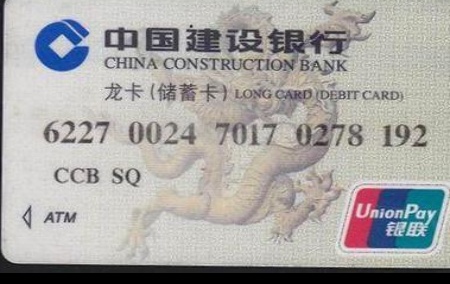 中国建设银行
CHINA CONSTRUCTION BANK
龙卡(储蓄卡) LONG CARD (DEBIT CARD)
6227 0024 7017 0278 192
CCB SQ
ATM
UnionPay
银联